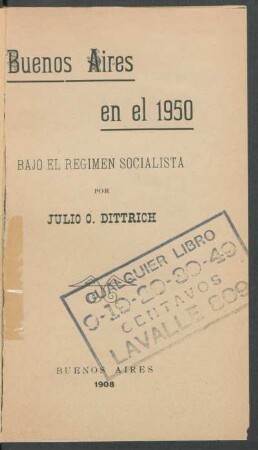 Buenos Aires
en el 1950
BAJO EL REGIMEN SOCIALISTA
POR
JULIO O. DITTRICH
CUALQUIER LIBRO
0-10-20-30-40
CENTAVOS
LAVALLE 809
BUENOS AIRES
1908